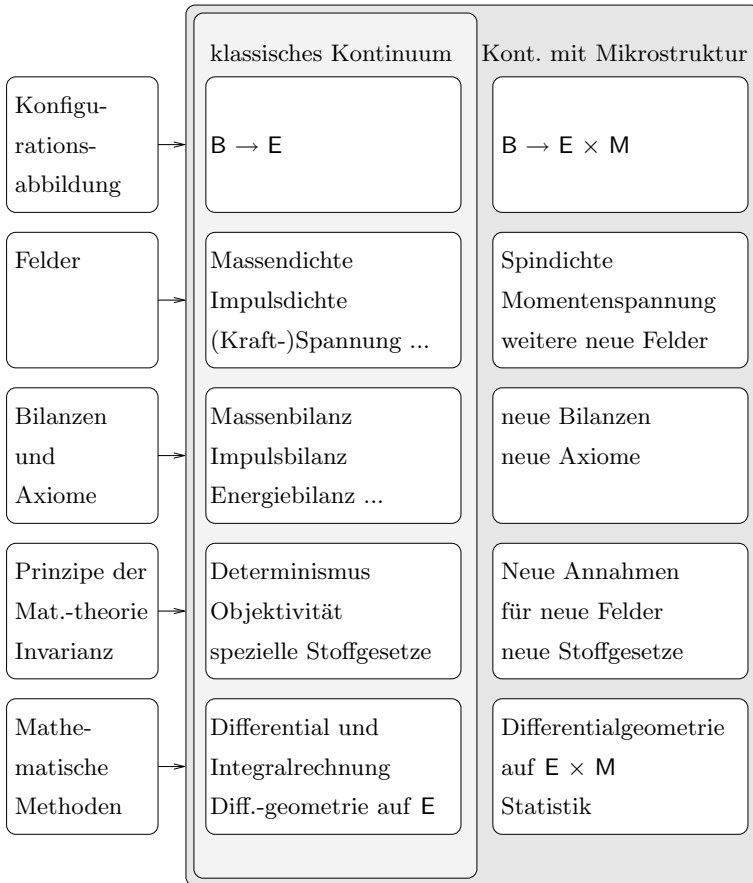 klassisches Kontinuum
Kont. mit Mikrostruktur
Konfigu-
rations-
abbildung
B → E
B → E × M
Felder
Massendichte
Impulsdichte
(Kraft-)Spannung ...
Spindichte
Momentenspannung
weitere neue Felder
Bilanzen
und
Axiome
Massenbilanz
Impulsbilanz
Energiebilanz ...
neue Bilanzen
neue Axiome
Prinzipe der
Mat.-theorie
Invarianz
Determinismus
Objektivität
spezielle Stoffgesetze
Neue Annahmen
für neue Felder
neue Stoffgesetze
Mathe-
matische
Methoden
Differential und
Integralrechnung
Diff.-geometrie auf E
Differentialgeometrie
auf E × M
Statistik